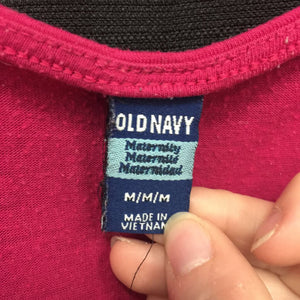 OLD NAVY
Maternity
Maternité
Maternidad
M/M/M
MADE IN
VIETNAM